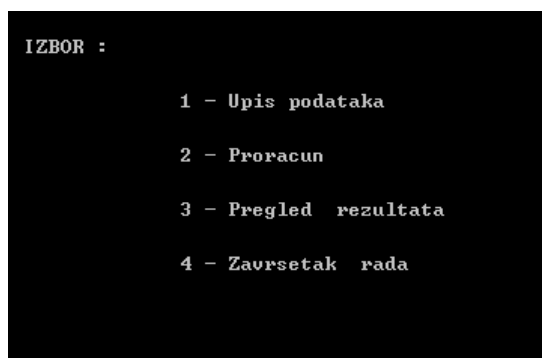 IZBOR :
1 - Upis podataka
2 - Proracun
3 - Pregled rezultata
4 - Zavrsetak rada